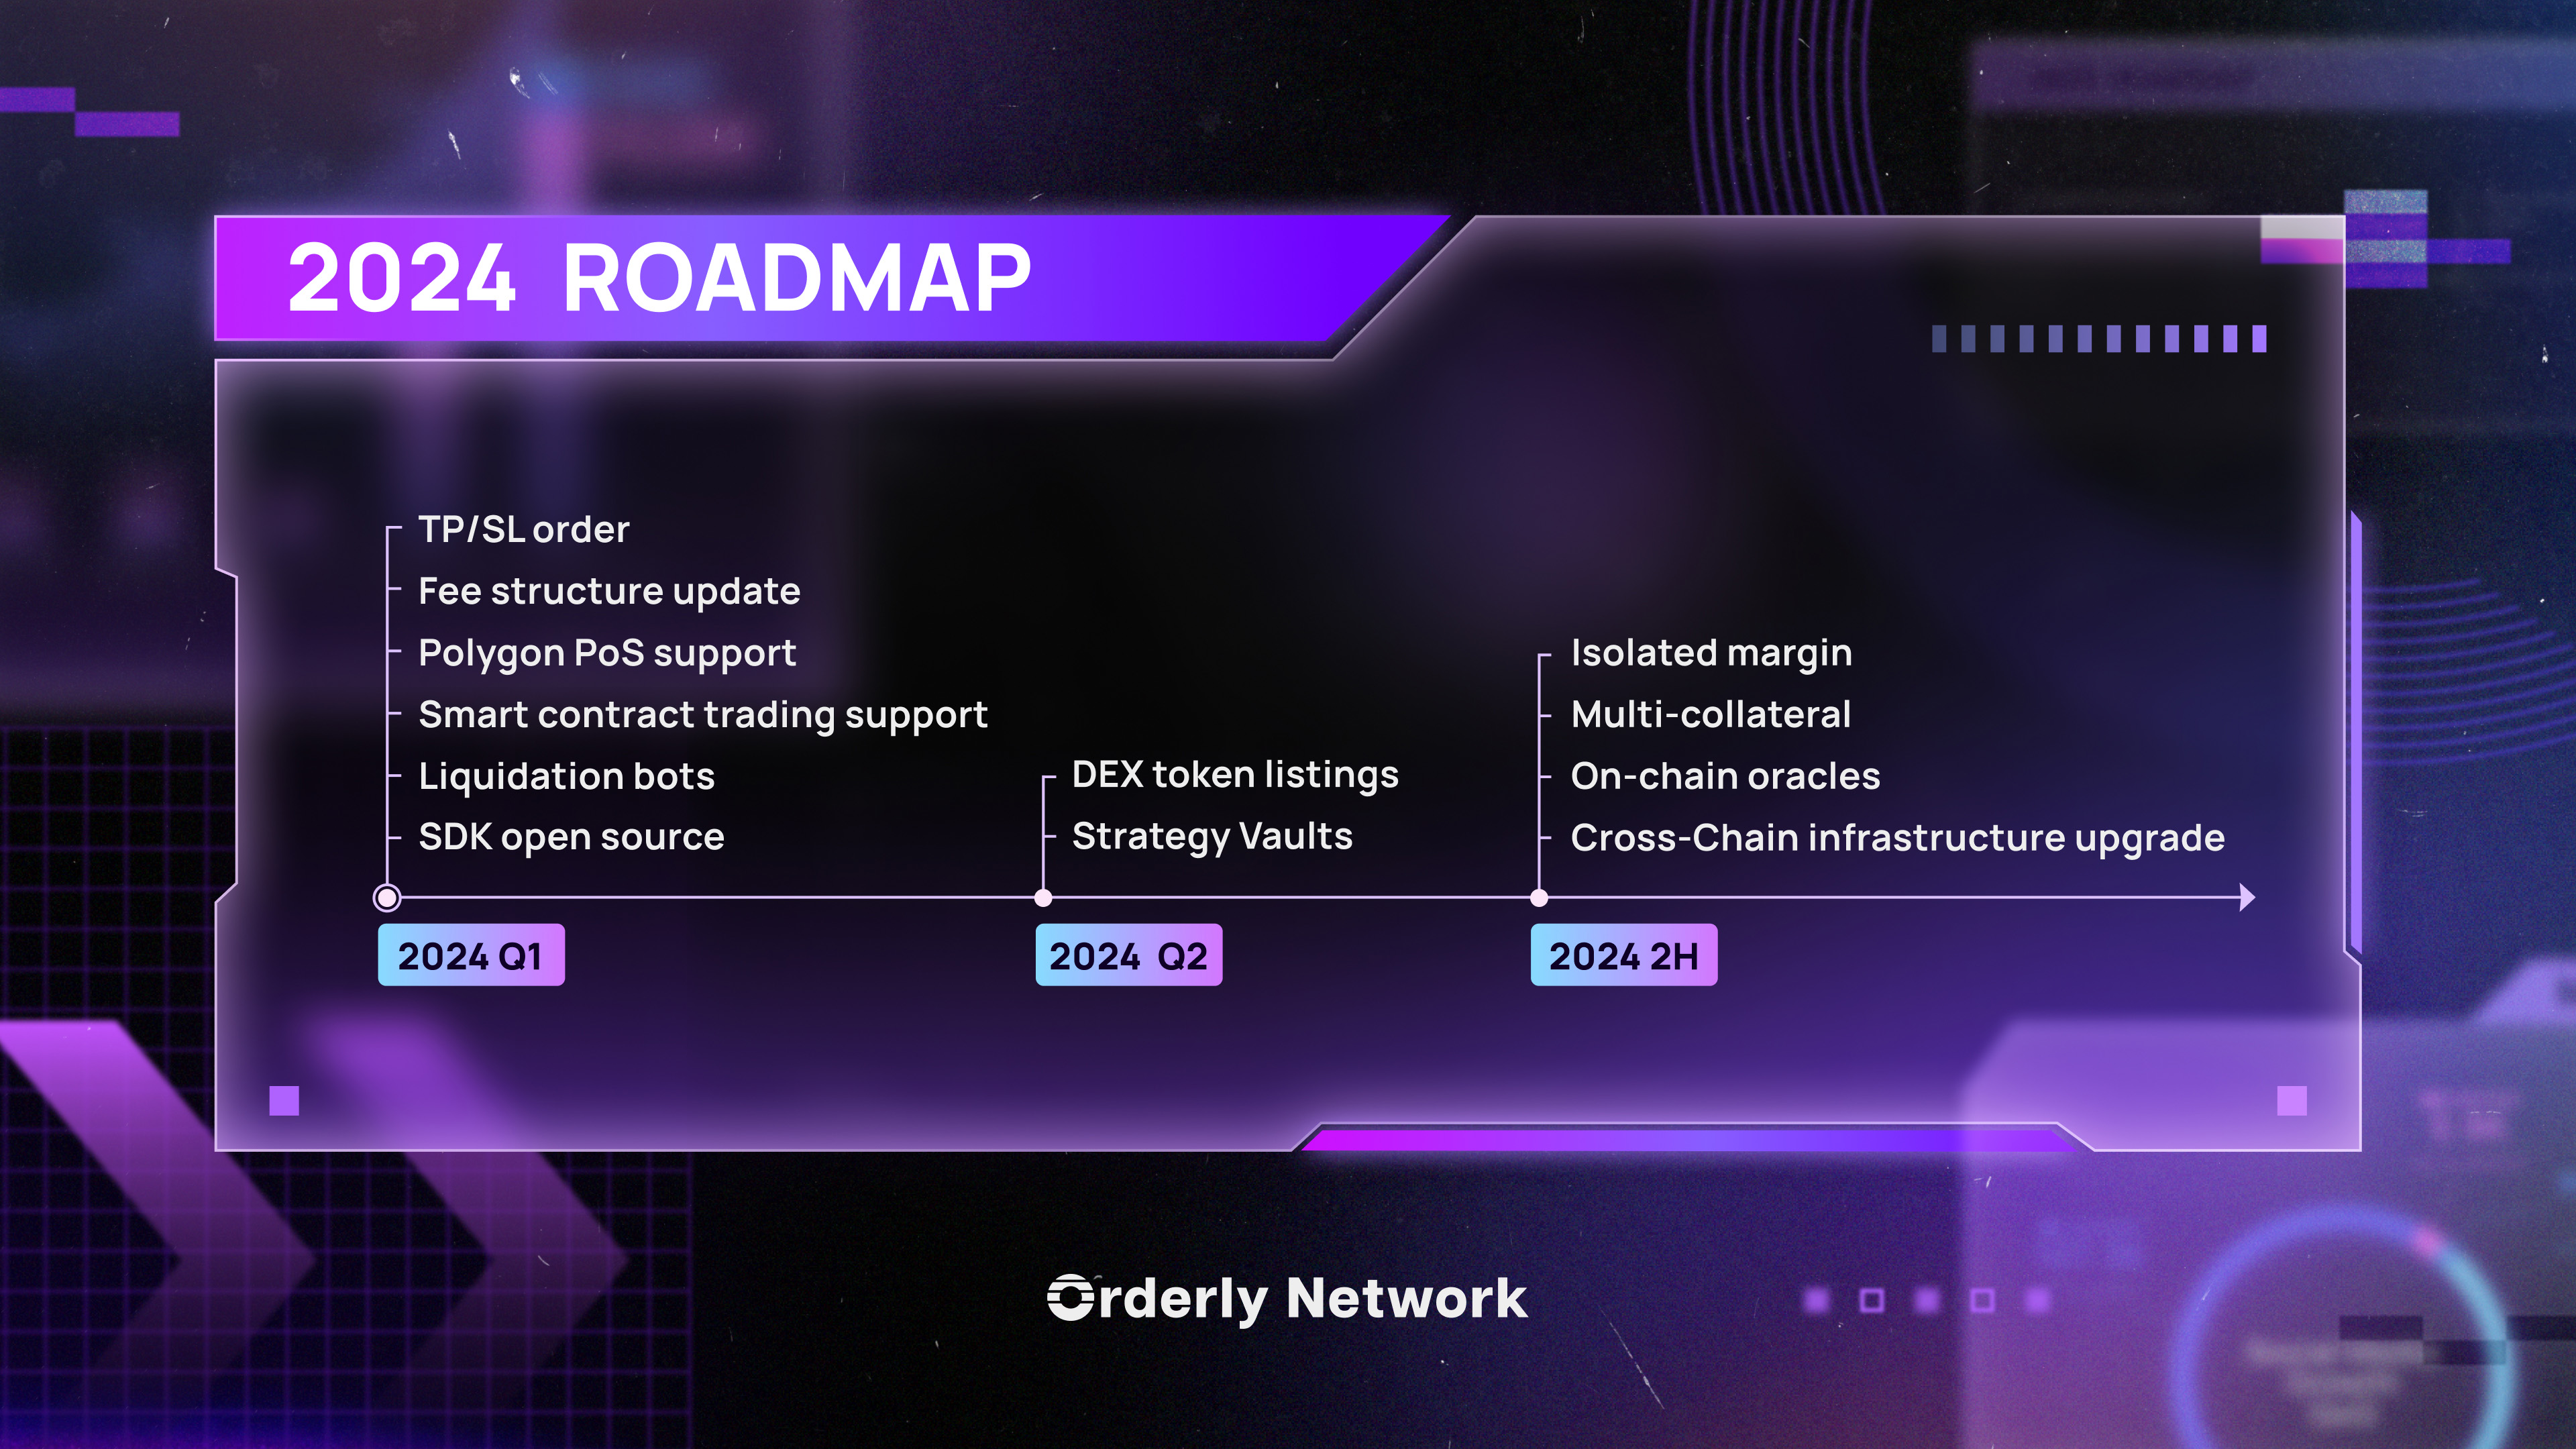 2024 ROADMAP
TP/SL order
Fee structure update
Polygon PoS support
Smart contract trading support
Liquidation bots
SDK open source
2024 Q1
DEX token listings
Strategy Vaults
2024 Q2
Isolated margin
Multi-collateral
On-chain oracles
Cross-Chain infrastructure upgrade
2024 2H
Orderly Network